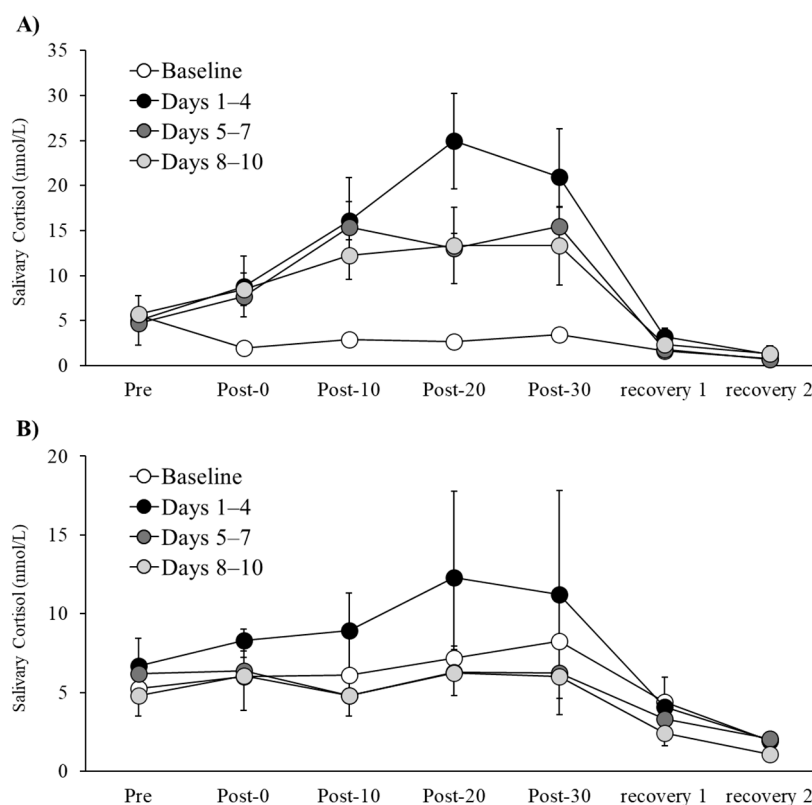 A)
35
30
25
20
15
10
5
0
Salivary Cortisol (nmol/L)
Baseline
Days 1–4
Days 5–7
Days 8–10
Pre Post-0 Post-10 Post-20 Post-30 recovery 1 recovery 2
B)
20
15
10
5
0
Salivary Cortisol (nmol/L)
Baseline
Days 1–4
Days 5–7
Days 8–10
Pre Post-0 Post-10 Post-20 Post-30 recovery 1 recovery 2